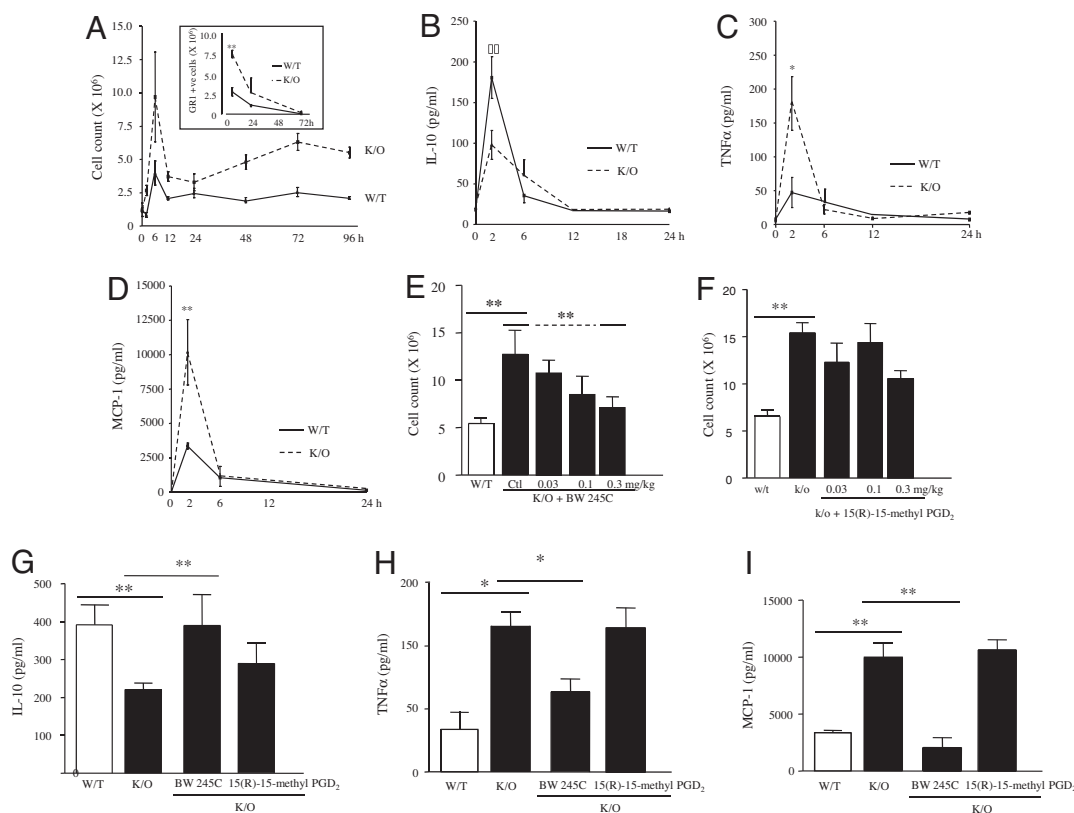 A
15.0
12.5
10.0
7.5
5.0
2.5
0
Cell count (X 10⁶)
0 6 12 24 48 72 96 h
K/O
W/T
10.0
7.5
5.0
2.5
0
GR1 +ve cells (X 10⁶)
**
W/T
K/O
0 24 48 72h
B
250
200
150
100
50
0
IL-10 (pg/ml)
▯▯
W/T
K/O
0 2 6 12 18 24 h
C
300
250
200
150
100
50
0
TNFα (pg/ml)
*
W/T
K/O
0 2 6 12 24 h
D
15000
12500
10000
7500
5000
2500
0
MCP-1 (pg/ml)
**
W/T
K/O
0 2 6 12 24 h
E
20
15
10
5
0
Cell count (X 10⁶)
**
**
W/T Ctl 0.03 0.1 0.3 mg/kg
K/O + BW 245C
F
20
15
10
5
0
Cell count (X 10⁶)
**
w/t k/o 0.03 0.1 0.3 mg/kg
k/o + 15(R)-15-methyl PGD₂
G
500
400
300
200
100
0
IL-10 (pg/ml)
**
**
W/T K/O BW 245C 15(R)-15-methyl PGD₂
K/O
H
200
150
50
0
TNFα (pg/ml)
*
*
W/T K/O BW 245C 15(R)-15-methyl PGD₂
K/O
I
15000
10000
5000
0
MCP-1 (pg/ml)
**
**
W/T K/O BW 245C 15(R)-15-methyl PGD₂
K/O